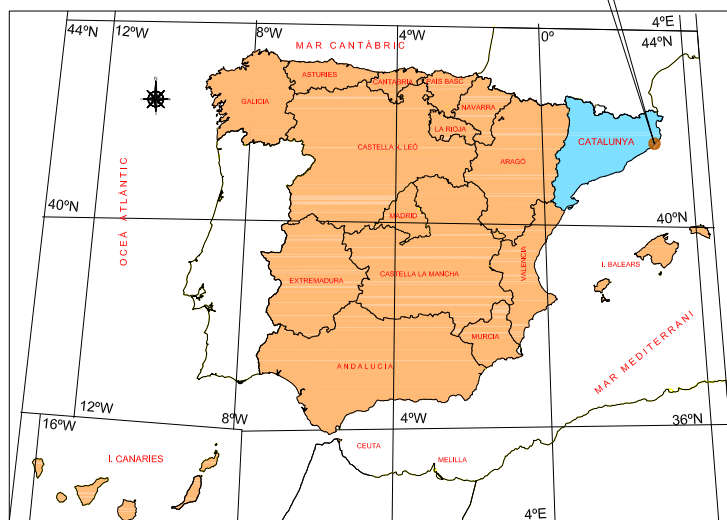 44ºN
12ºW
8ºW
MAR CANTÀBRIC
4ºW
0º
4ºE
44ºN
ASTURIES
CANTABRIA
PAIS BASC
GALICIA
NAVARRA
LA RIOJA
CATALUNYA
CASTELLA I LEÓ
ARAGÓ
OCEÀ ATLÀNTIC
40ºN
MADRID
40ºN
VALENCIA
I. BALEARS
EXTREMADURA
CASTELLA LA MANCHA
MURCIA
MAR MEDITERRANI
ANDALUCIA
12ºW
16ºW
8ºW
4ºW
36ºN
I. CANARIES
CEUTA
MELILLA
4ºE